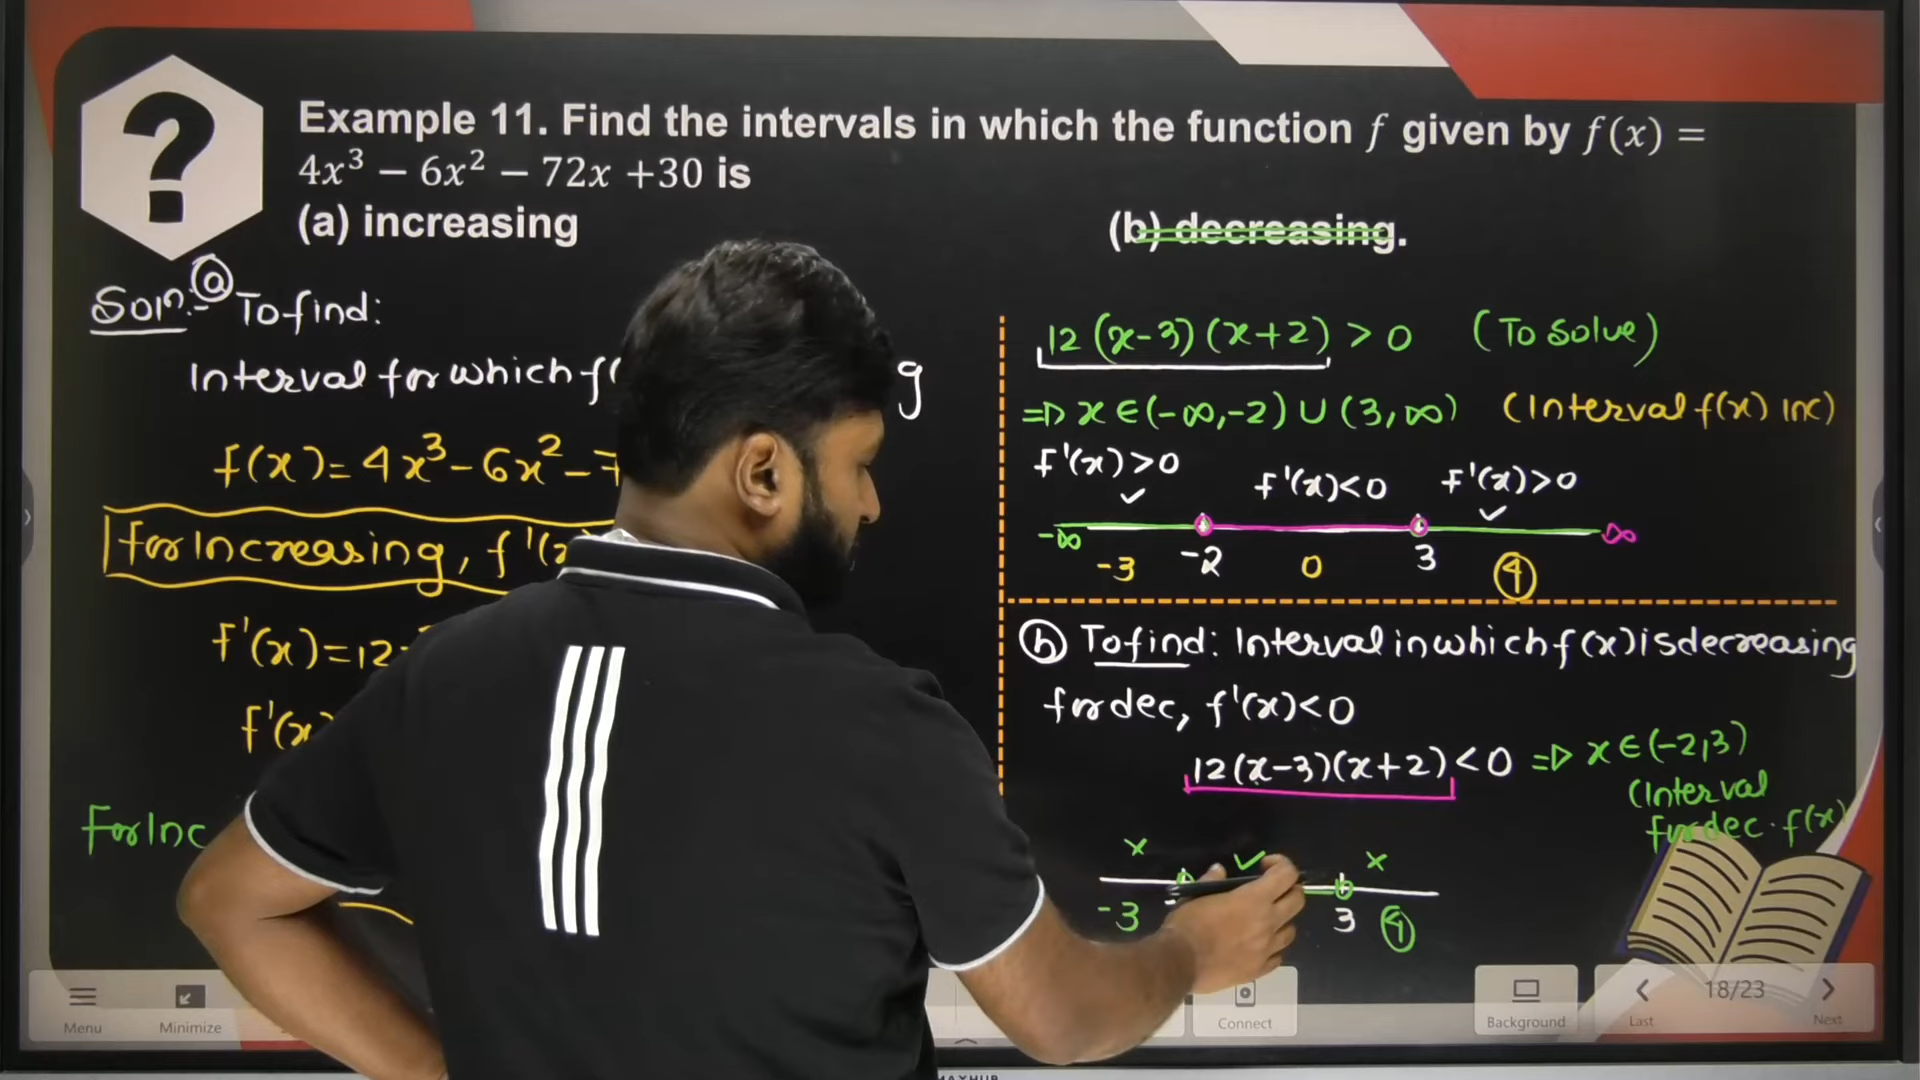 ?
Example 11. Find the intervals in which the function f given by f(x) =
4x³ − 6x² − 72x +30 is
(a) increasing
(b) decreasing.
Soln:- ⓐ To find:
Interval for which f(
g
f(x)=4x³-6x²-7
For Increasing, f'(x
f'(x)=12
f'(x)
For Inc
12(x-3)(x+2) > 0 (To Solve)
⇒ x ∈ (-∞,-2) ∪ (3,∞) (Interval f(x) Inc)
f'(x)>0 f'(x)<0 f'(x)>0
✓ ✓
-∞ -3 -2 0 3 ④ ∞
ⓑ To find: Interval in which f(x) is decreasing
for dec, f'(x)<0
12(x-3)(x+2)<0 ⇒ x ∈ (-2,3)
(Interval
for dec. f(x)
x ✓ x
-3 3 ④
Menu Minimize Connect Background Last 18/23 Next
MAXHUB